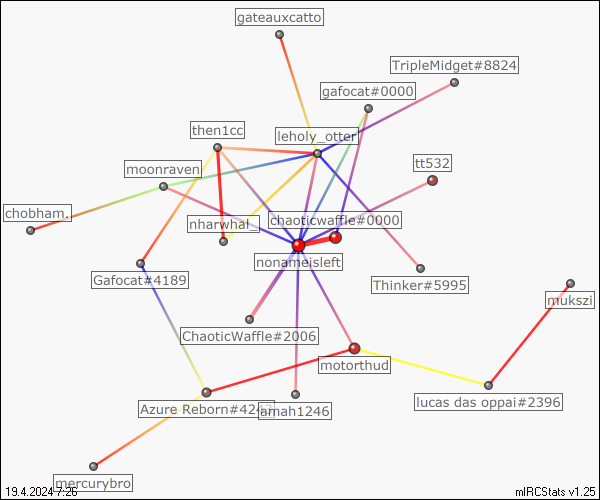 gateauxcatto
TripleMidget#8824
gafocat#0000
then1cc
leholy_otter
moonraven
tt532
chobham.
nharwhal_
chaoticwaffle#0000
nonameisleft
Gafocat#4189
Thinker#5995
mukszi
ChaoticWaffle#2006
motorthud
lucas das oppai#2396
Azure Reborn#4242
amah1246
mercurybro
19.4.2024 7:26
mIRCStats v1.25